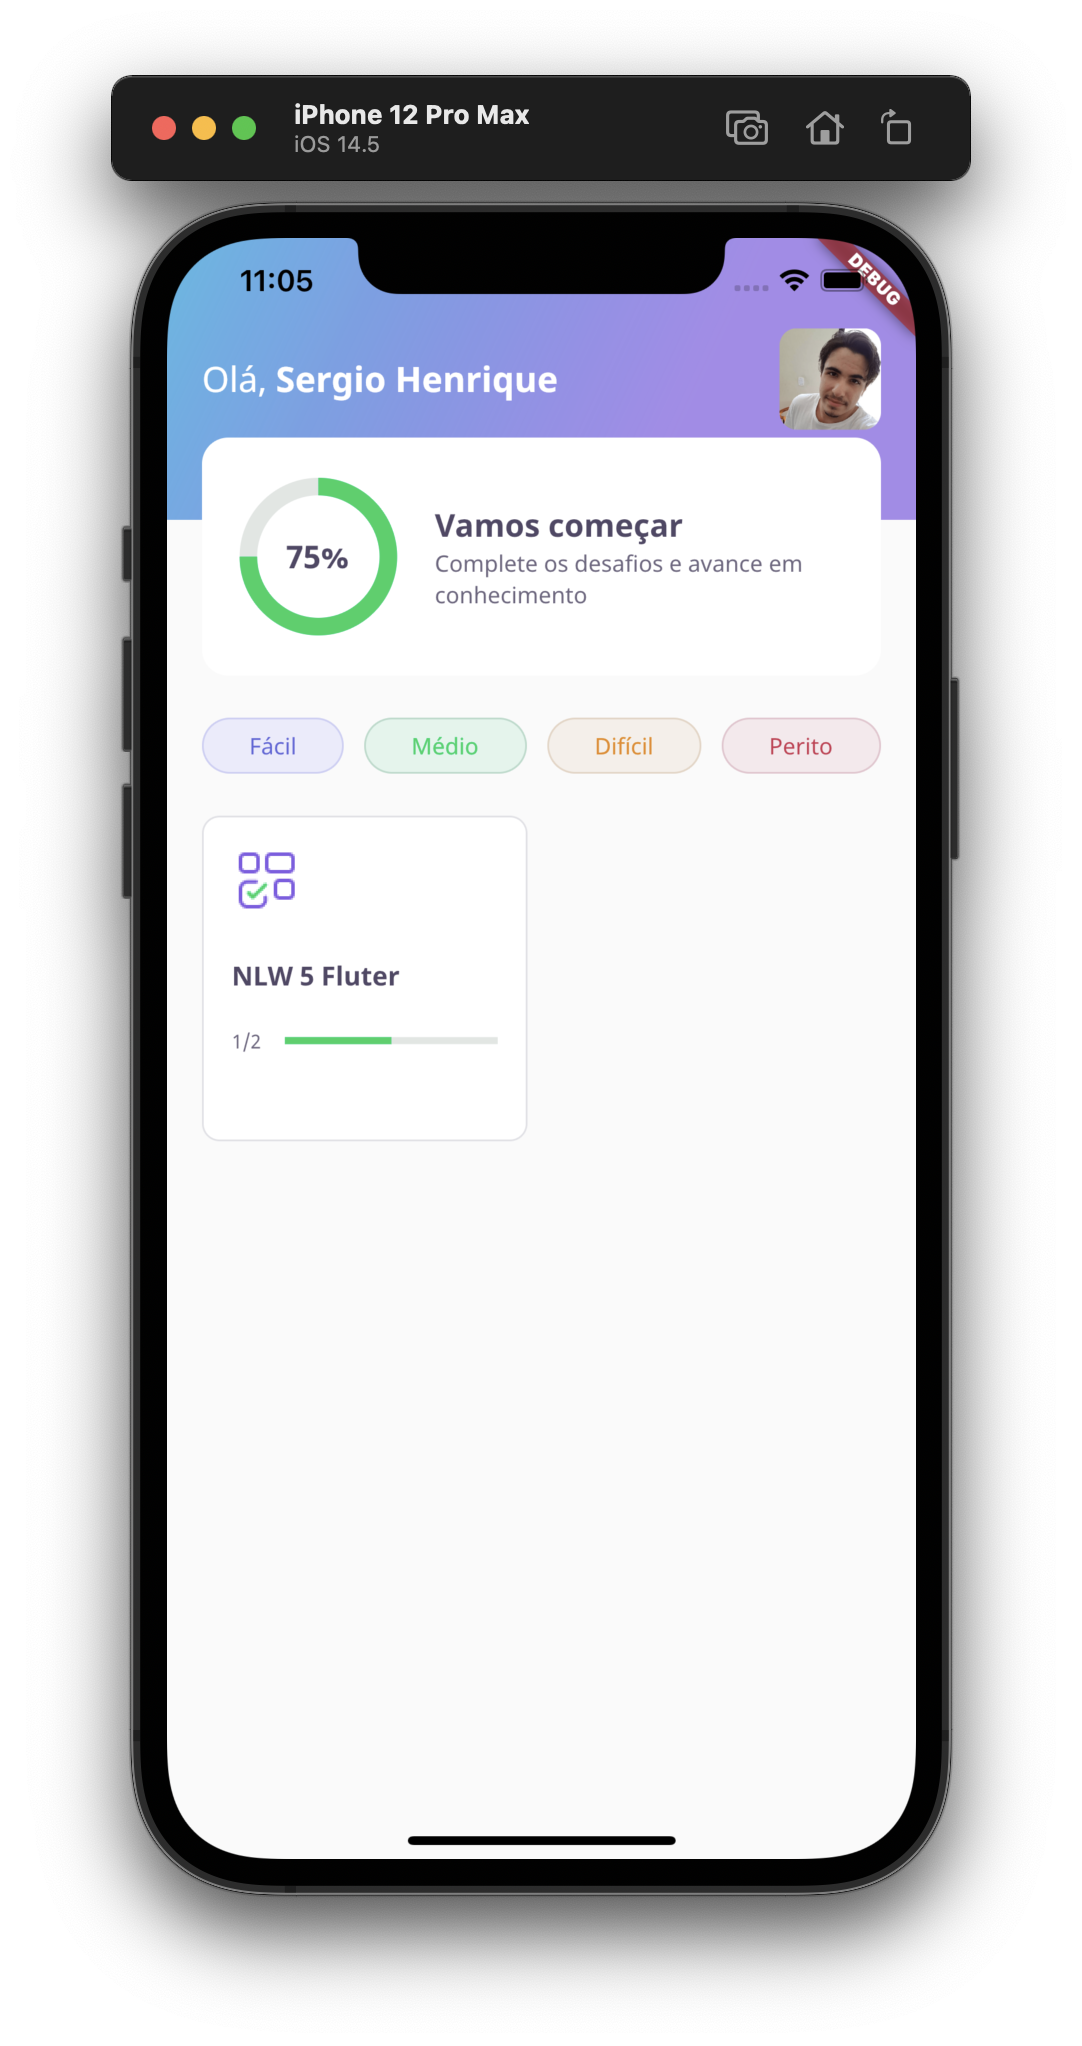 iPhone 12 Pro Max
iOS 14.5
11:05
DEBUG
Olá, Sergio Henrique
75%
Vamos começar
Complete os desafios e avance em
conhecimento
Fácil Médio Difícil Perito
NLW 5 Fluter
1/2